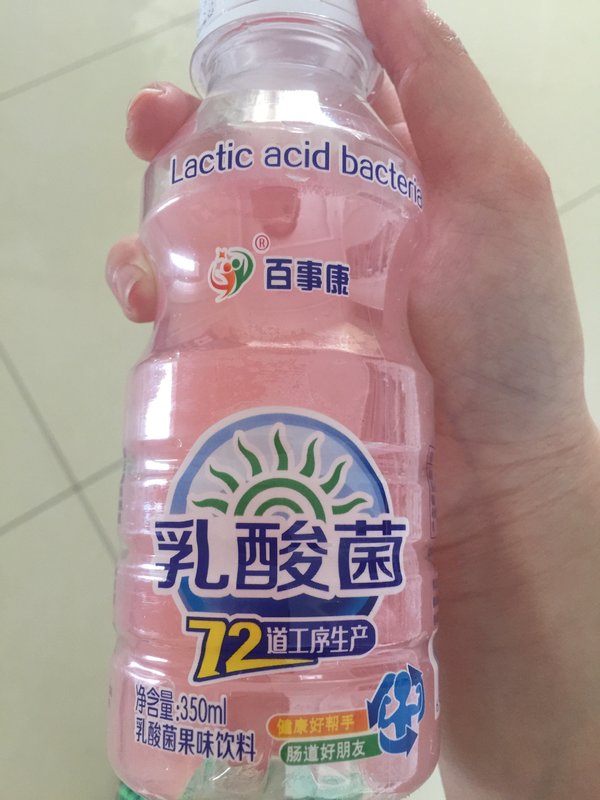 Lactic acid bacteria
®
百事康
乳酸菌
72道工序生产
净含量:350ml
乳酸菌果味饮料
健康好帮手
肠道好朋友